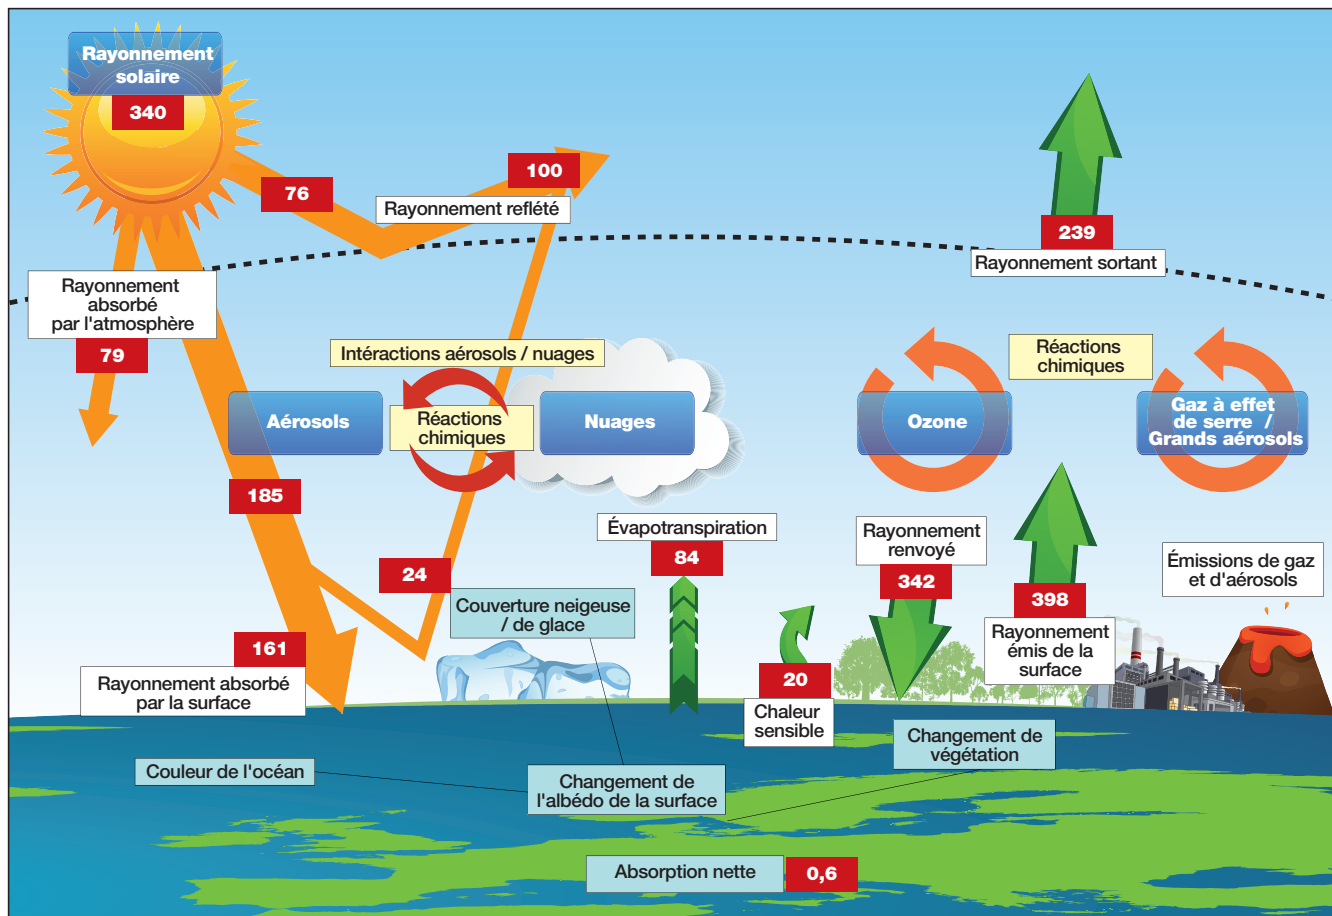 Rayonnement
solaire
340
76
100
Rayonnement reflété
239
Rayonnement sortant
Rayonnement
absorbé
par l'atmosphère
79
Intéractions aérosols / nuages
Réactions
chimiques
Aérosols
Réactions
chimiques
Nuages
Ozone
Gaz à effet
de serre /
Grands aérosols
185
Évapotranspiration
84
Rayonnement
renvoyé
342
Émissions de gaz
et d'aérosols
24
398
Couverture neigeuse
/ de glace
Rayonnement
émis de la
surface
161
Rayonnement absorbé
par la surface
20
Chaleur
sensible
Changement de
végétation
Couleur de l'océan
Changement de
l'albédo de la surface
Absorption nette
0,6